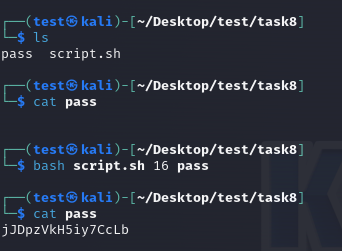 ┌──(test㉿kali)-[~/Desktop/test/task8]
└─$ ls
pass  script.sh
┌──(test㉿kali)-[~/Desktop/test/task8]
└─$ cat pass
┌──(test㉿kali)-[~/Desktop/test/task8]
└─$ bash script.sh 16 pass
┌──(test㉿kali)-[~/Desktop/test/task8]
└─$ cat pass
jJDpzVkH5iy7CcLb